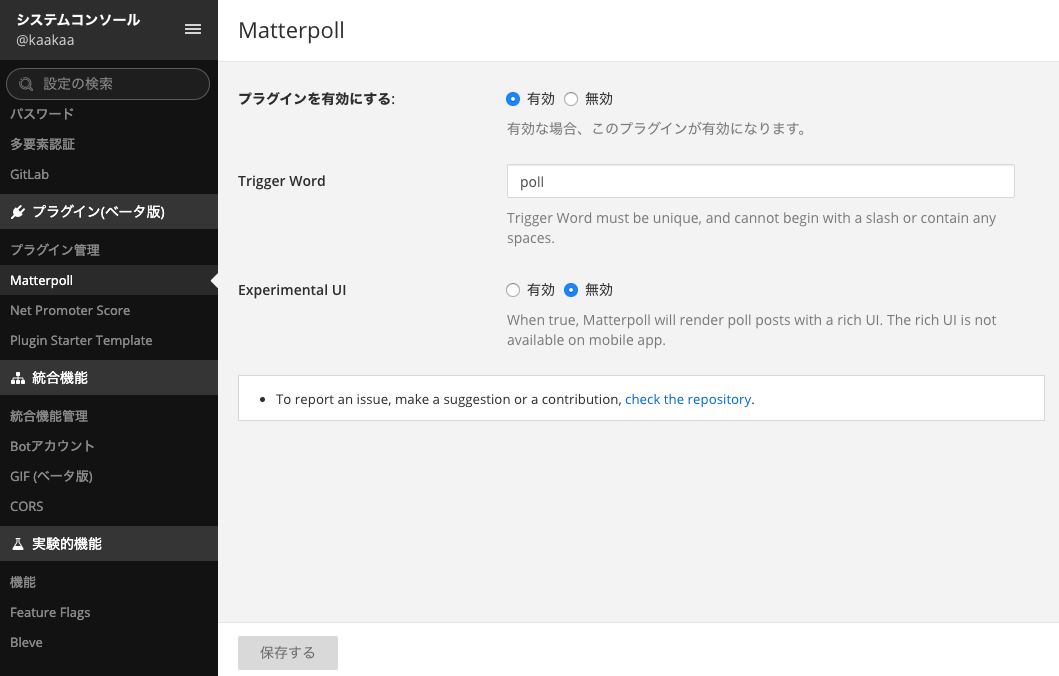 システムコンソール
@kaakaa
設定の検索
パスワード
多要素認証
GitLab
プラグイン(ベータ版)
プラグイン管理
Matterpoll
Net Promoter Score
Plugin Starter Template
統合機能
統合機能管理
Botアカウント
GIF (ベータ版)
CORS
実験的機能
機能
Feature Flags
Bleve
Matterpoll
プラグインを有効にする:
有効 無効
有効な場合、このプラグインが有効になります。
Trigger Word
poll
Trigger Word must be unique, and cannot begin with a slash or contain any
spaces.
Experimental UI
有効 無効
When true, Matterpoll will render poll posts with a rich UI. The rich UI is not
available on mobile app.
To report an issue, make a suggestion or a contribution, check the repository.
保存する